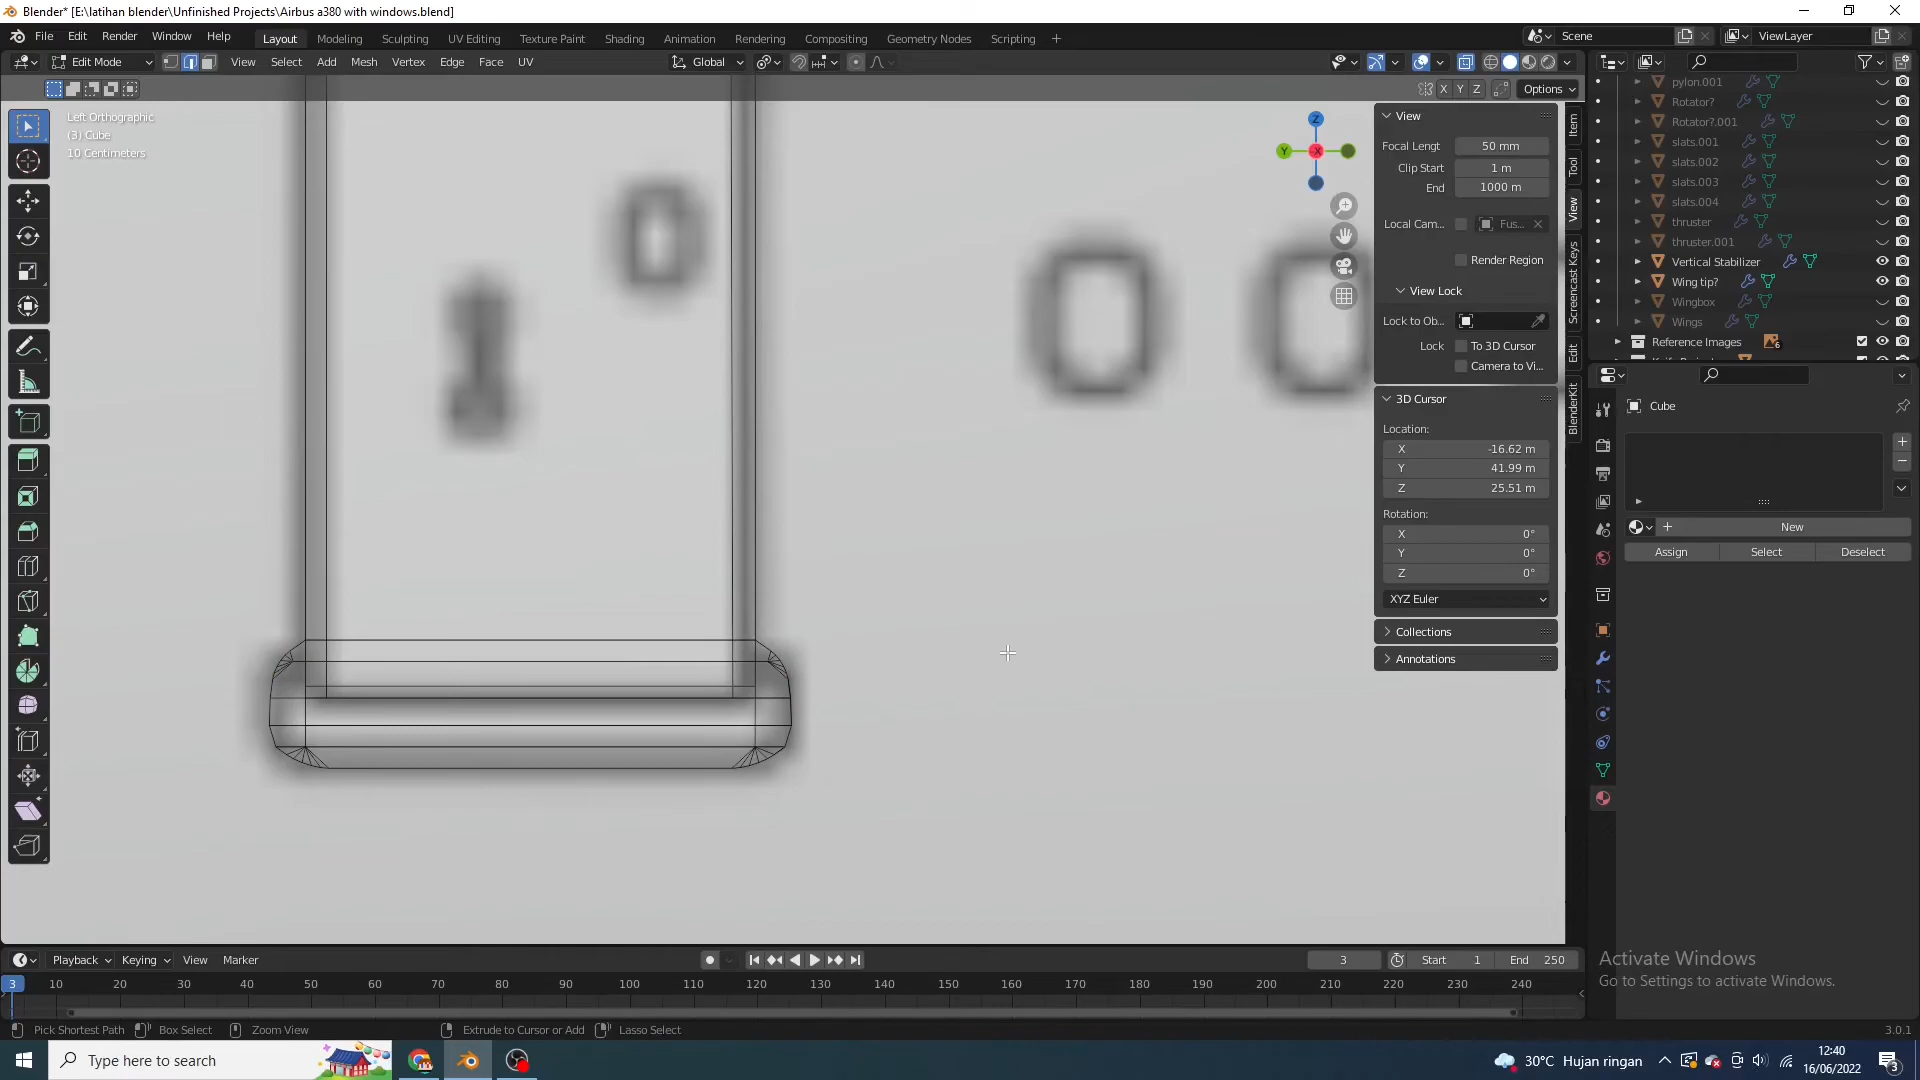 Blender* [E:\latihan blender\Unfinished Projects\Airbus a380 with windows.blend]
File Edit Render Window Help Layout Modeling Sculpting UV Editing Texture Paint Shading Animation Rendering Compositing Geometry Nodes Scripting + Scene ViewLayer
Edit Mode View Select Add Mesh Vertex Edge Face UV Global
X Y Z Options
Left Orthographic
(3) Cube
10 Centimeters
Z
Y
X
View
Focal Lengt 50 mm
Clip Start 1 m
End 1000 m
Local Cam... Fus...
Render Region
View Lock
Lock to Ob...
Lock To 3D Cursor
Camera to Vi...
3D Cursor
Location:
X -16.62 m
Y 41.99 m
Z 25.51 m
Rotation:
X 0°
Y 0°
Z 0°
XYZ Euler
Collections
Annotations
Item
Tool
View
Screencast Keys
Edit
BlenderKit
pylon.001
Rotator?
Rotator?.001
slats.001
slats.002
slats.003
slats.004
thruster
thruster.001
Vertical Stabilizer
Wing tip?
Wingbox
Wings
Reference Images 6
Cube
New
Assign Select Deselect
Activate Windows
Go to Settings to activate Windows.
Playback Keying View Marker 3 Start 1 End 250
3 10 20 30 40 50 60 70 80 90 100 110 120 130 140 150 160 170 180 190 200 210 220 230 240
Pick Shortest Path Box Select Zoom View Extrude to Cursor or Add Lasso Select 3.0.1
Type here to search 30°C Hujan ringan 12:40
16/06/2022 3